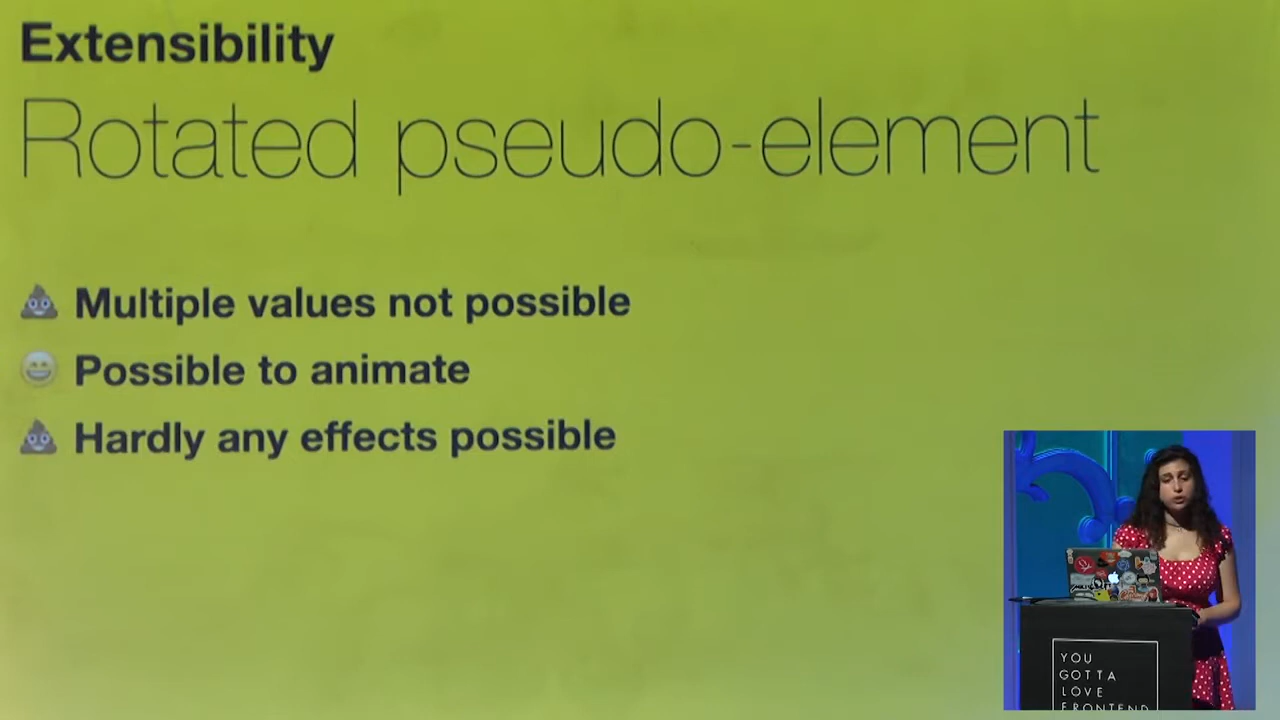 Extensibility
Rotated pseudo-element
💩 Multiple values not possible
😄 Possible to animate
💩 Hardly any effects possible
YOU
GOTTA
LOVE
FRONTEND